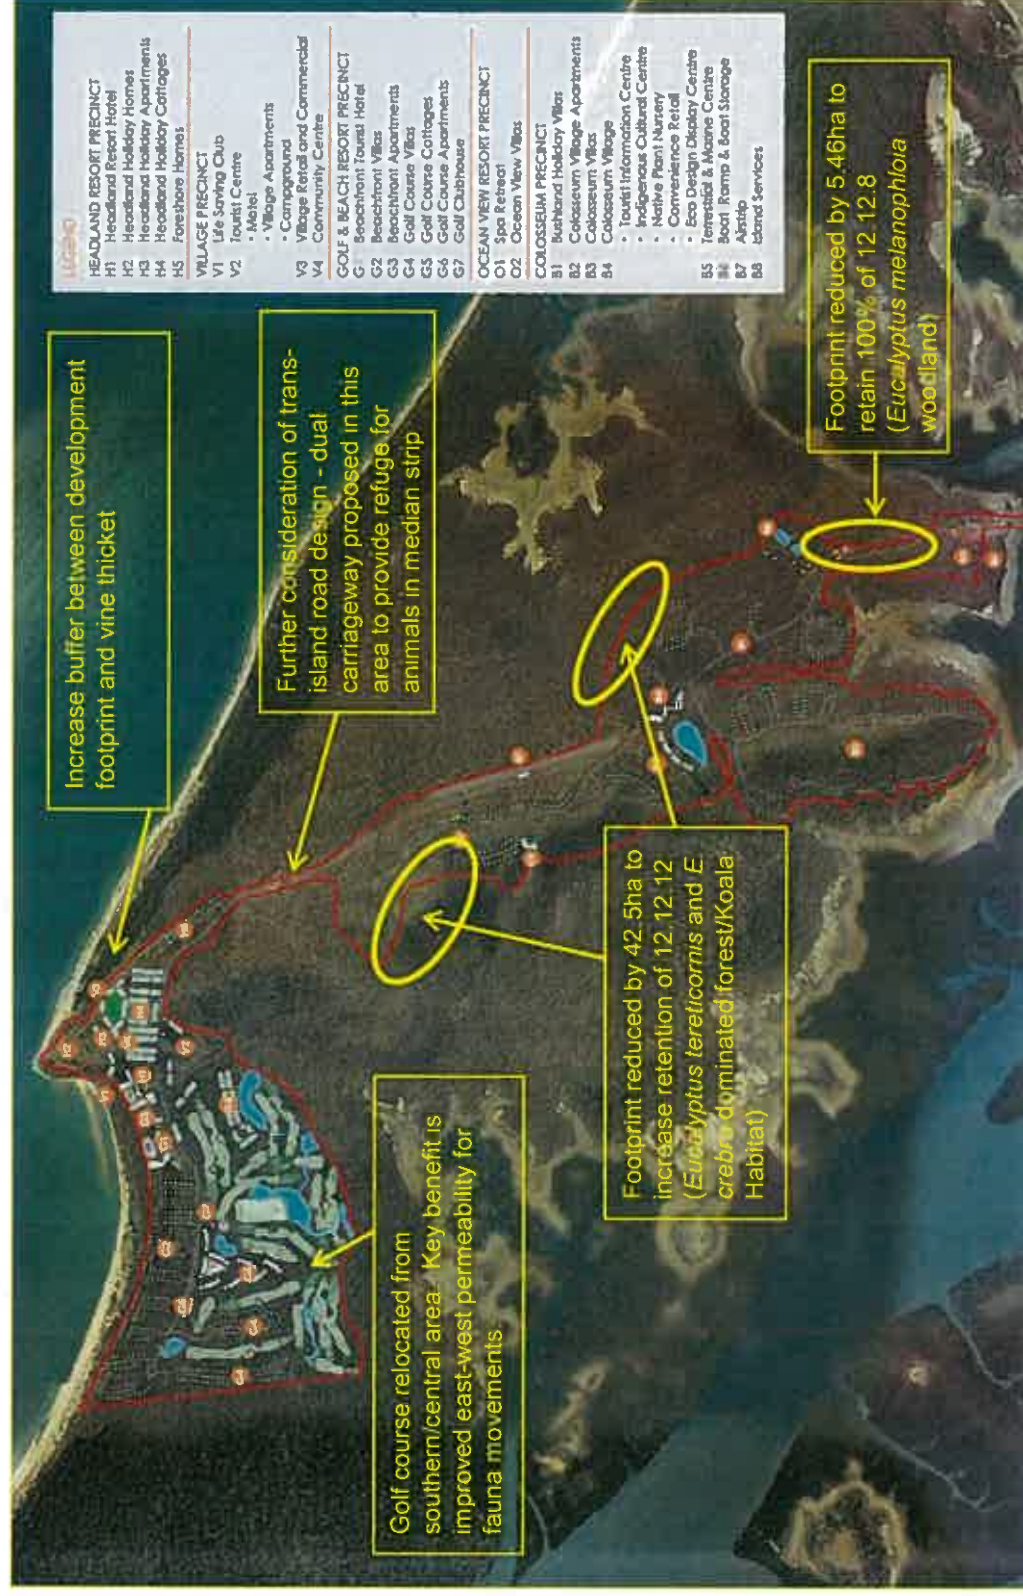 Increase buffer between development
footprint and vine thicket
Further consideration of trans-
island road design - dual
carriageway proposed in this
area to provide refuge for
animals in median strip
Golf course relocated from
southern/central area. Key benefit is
improved east-west permeability for
fauna movements
Footprint reduced by 42 5ha to
increase retention of 12.12.12
(Eucalyptus tereticornis and E
crebra dominated forest/Koala
Habitat)
Footprint reduced by 5.46ha to
retain 100% of 12 12.8
(Eucalyptus melanophloia
woodland)
LEGEND
HEADLAND RESORT PRECINCT
H1 Headland Resort Hotel
H2 Headland Holiday Homes
H3 Headland Holiday Apartments
H4 Headland Holiday Cottages
H5 Foreshore Homes
VILLAGE PRECINCT
V1 Life Saving Club
V2 Tourist Centre
• Motel
• Village Apartments
• Campground
V3 Village Retail and Commercial
V4 Community Centre
GOLF & BEACH RESORT PRECINCT
G Beachfront Tourist Hotel
G2 Beachfront Villas
G3 Beachfront Apartments
G4 Golf Course Villas
G5 Golf Course Cottages
G6 Golf Course Apartments
G7 Golf Clubhouse
OCEAN VIEW RESORT PRECINCT
O1 Spa Retreat
O2 Ocean View Villas
COLOSSEUM PRECINCT
B1 Bushland Holiday Villas
B2 Colosseum Village Apartments
B3 Colosseum Villas
B4 Colosseum Village
• Tourist Information Centre
• Indigenous Cultural Centre
• Native Plant Nursery
• Convenience Retail
• Eco Design Display Centre
B5 Terrestrial & Marine Centre
B6 Boat Ramp & Boat Storage
B7 Airstrip
B8 Island Services